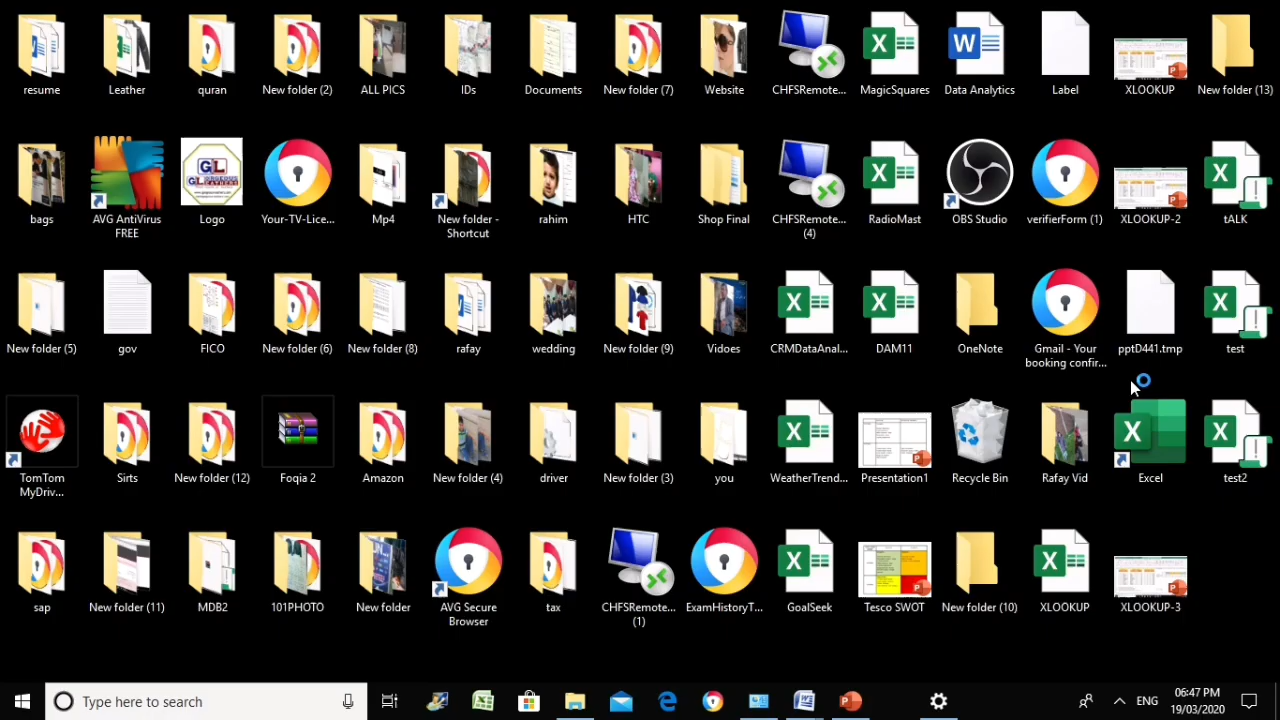 resume
Leather
quran
New folder (2)
ALL PICS
IDs
Documents
New folder (7)
Website
CHFSRemote...
MagicSquares
Data Analytics
Label
XLOOKUP
New folder (13)
bags
AVG AntiVirus
FREE
GL
Logo
Your-TV-Lice...
Mp4
New folder -
Shortcut
rahim
HTC
Shop Final
CHFSRemote...
(4)
RadioMast
OBS Studio
verifierForm (1)
XLOOKUP-2
tALK
New folder (5)
gov
FICO
New folder (6)
New folder (8)
rafay
wedding
New folder (9)
Vidoes
CRMDataAnal...
DAM11
OneNote
Gmail - Your
booking confir...
pptD441.tmp
test
TomTom
MyDriv...
Sirts
New folder (12)
Foqia 2
Amazon
New folder (4)
driver
New folder (3)
you
WeatherTrend...
Presentation1
Recycle Bin
Rafay Vid
Excel
test2
sap
New folder (11)
MDB2
101PHOTO
New folder
AVG Secure
Browser
tax
CHFSRemote...
(1)
ExamHistoryT...
GoalSeek
Tesco SWOT
New folder (10)
XLOOKUP
XLOOKUP-3
Type here to search
ENG
06:47 PM
19/03/2020